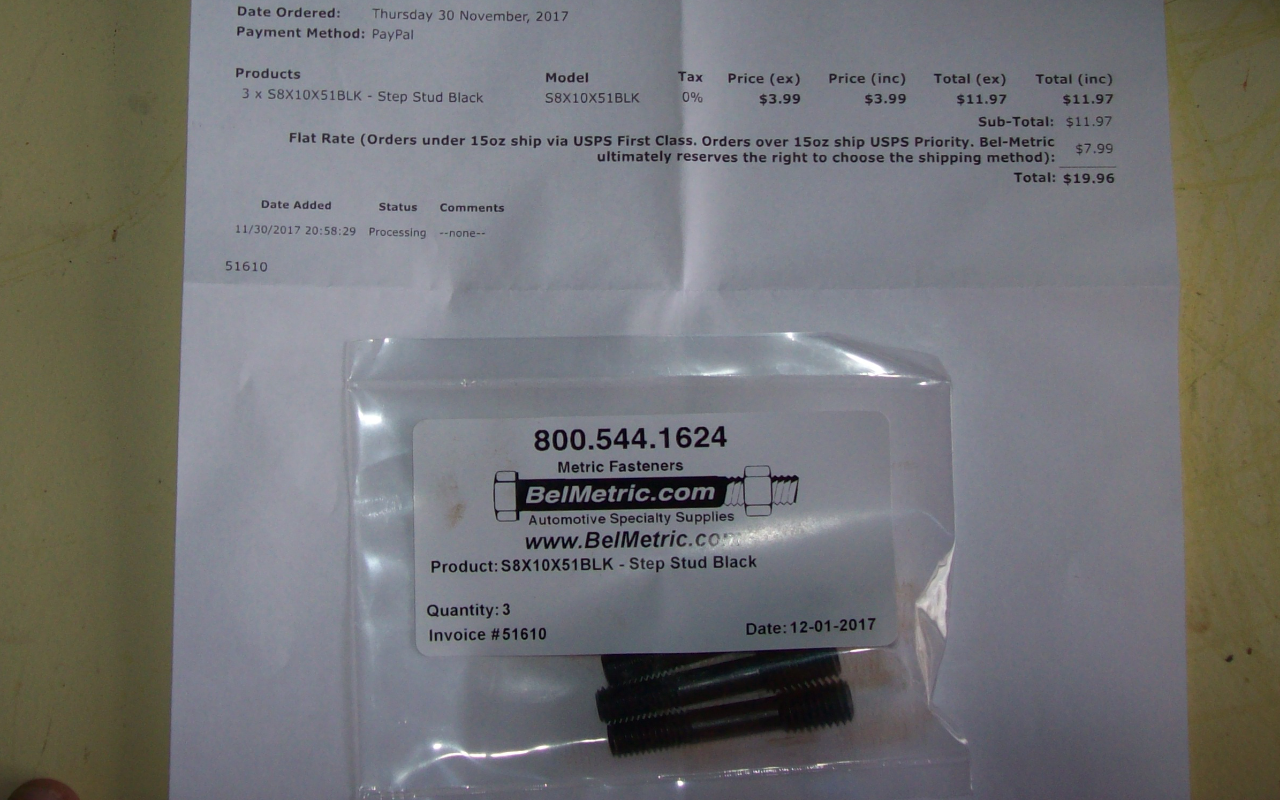 Date Ordered: Thursday 30 November, 2017
Payment Method: PayPal
Products Model Tax Price (ex) Price (inc) Total (ex) Total (inc)
3 x S8X10X51BLK - Step Stud Black S8X10X51BLK 0% $3.99 $3.99 $11.97 $11.97
Sub-Total: $11.97
Flat Rate (Orders under 15oz ship via USPS First Class. Orders over 15oz ship USPS Priority. Bel-Metric
ultimately reserves the right to choose the shipping method): $7.99
Total: $19.96
Date Added Status Comments
11/30/2017 20:58:29 Processing --none--
51610
800.544.1624
Metric Fasteners
BelMetric.com
Automotive Specialty Supplies
www.BelMetric.com
Product: S8X10X51BLK - Step Stud Black
Quantity: 3
Invoice #51610 Date: 12-01-2017